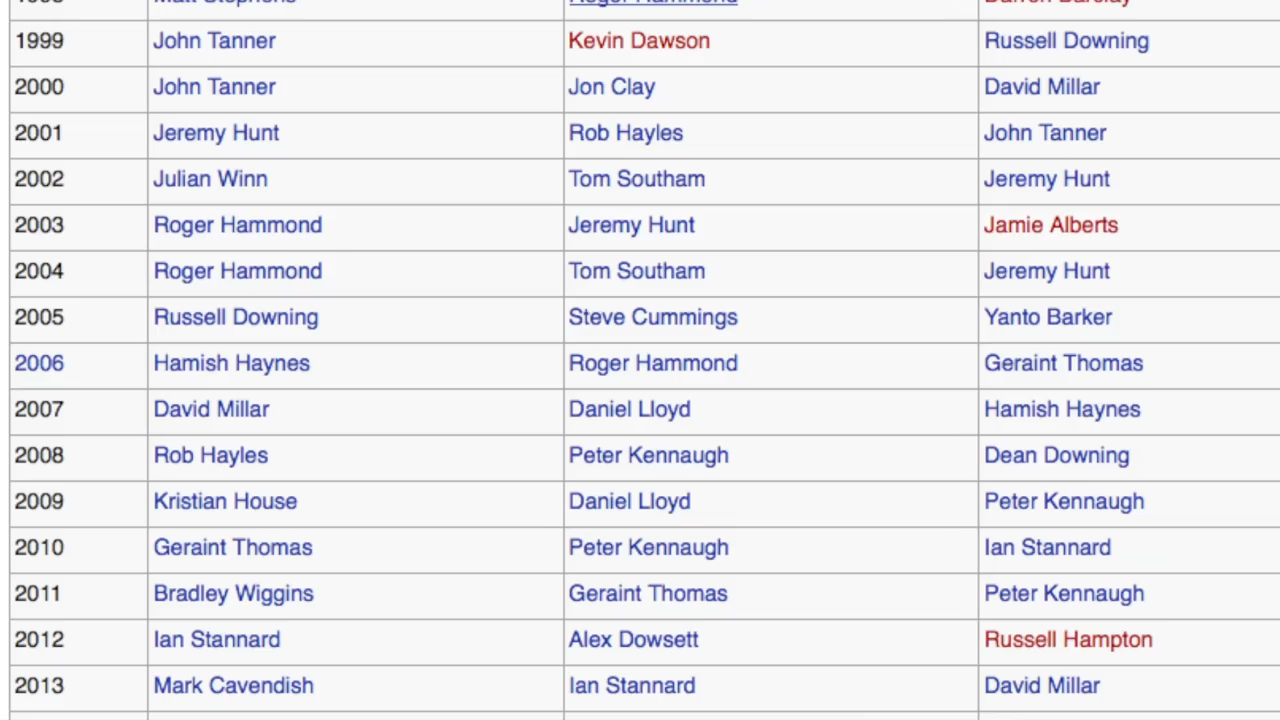 1999 John Tanner Kevin Dawson Russell Downing
2000 John Tanner Jon Clay David Millar
2001 Jeremy Hunt Rob Hayles John Tanner
2002 Julian Winn Tom Southam Jeremy Hunt
2003 Roger Hammond Jeremy Hunt Jamie Alberts
2004 Roger Hammond Tom Southam Jeremy Hunt
2005 Russell Downing Steve Cummings Yanto Barker
2006 Hamish Haynes Roger Hammond Geraint Thomas
2007 David Millar Daniel Lloyd Hamish Haynes
2008 Rob Hayles Peter Kennaugh Dean Downing
2009 Kristian House Daniel Lloyd Peter Kennaugh
2010 Geraint Thomas Peter Kennaugh Ian Stannard
2011 Bradley Wiggins Geraint Thomas Peter Kennaugh
2012 Ian Stannard Alex Dowsett Russell Hampton
2013 Mark Cavendish Ian Stannard David Millar